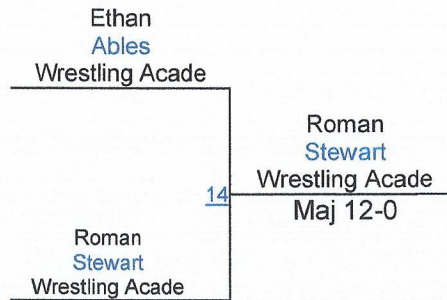 Ethan
Ables
Wrestling Acade
Roman
Stewart
Wrestling Acade
14
Maj 12-0
Roman
Stewart
Wrestling Acade